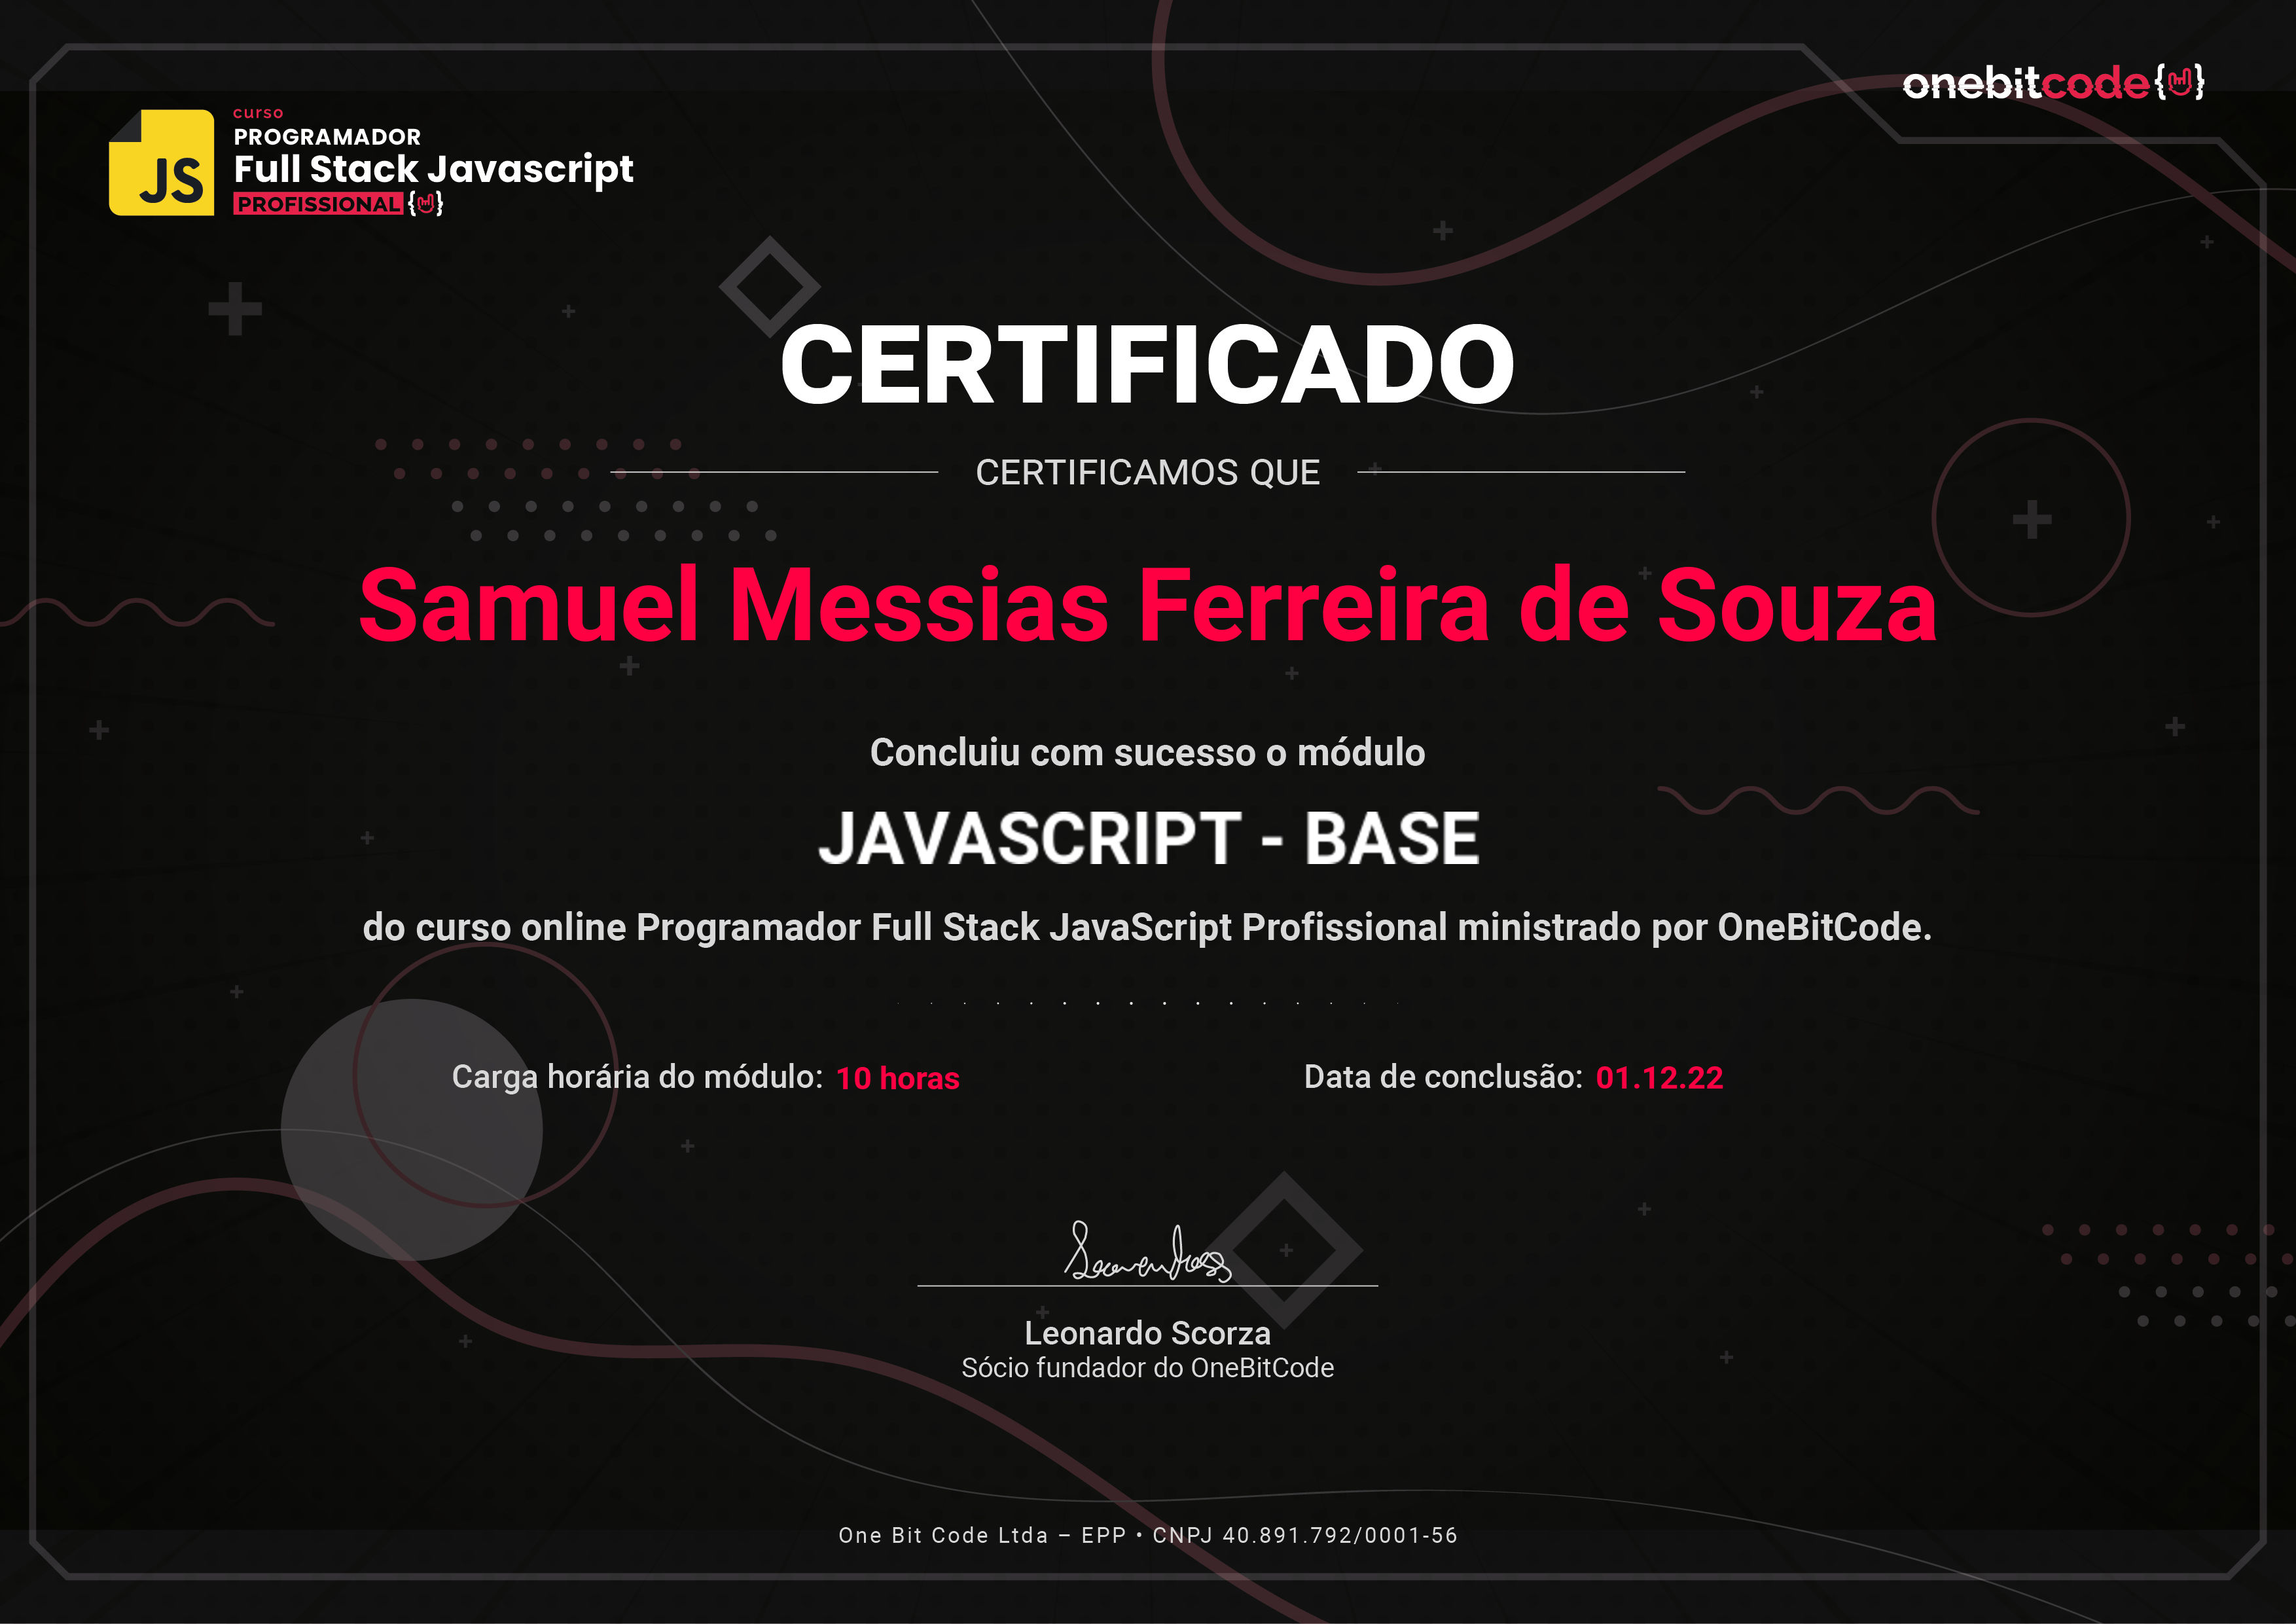 onebitcode{}
curso
PROGRAMADOR
Full Stack Javascript
JS
PROFISSIONAL {}
CERTIFICADO
CERTIFICAMOS QUE
Samuel Messias Ferreira de Souza
Concluiu com sucesso o módulo
JAVASCRIPT - BASE
do curso online Programador Full Stack JavaScript Profissional ministrado por OneBitCode.
Carga horária do módulo: 10 horas
Data de conclusão: 01.12.22
Leonardo Scorza
Sócio fundador do OneBitCode
One Bit Code Ltda – EPP • CNPJ 40.891.792/0001-56